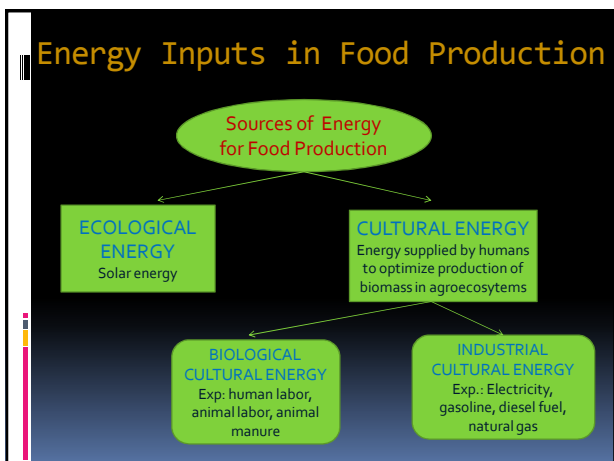 Energy Inputs in Food Production
Sources of Energy
for Food Production
ECOLOGICAL
ENERGY
Solar energy
CULTURAL ENERGY
Energy supplied by humans
to optimize production of
biomass in agroecosytems
BIOLOGICAL
CULTURAL ENERGY
Exp: human labor,
animal labor, animal
manure
INDUSTRIAL
CULTURAL ENERGY
Exp.: Electricity,
gasoline, diesel fuel,
natural gas